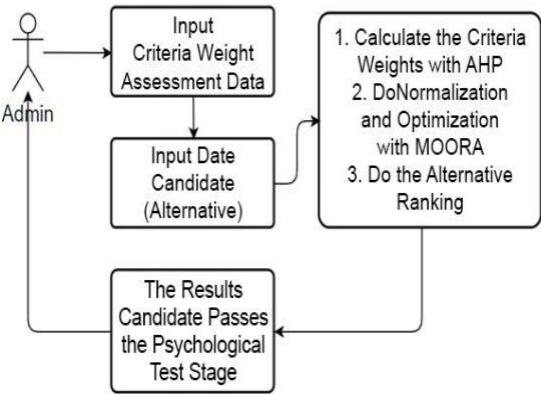 Input
Criteria Weight
Assessment Data
Admin
Input Date
Candidate
(Alternative)
1. Calculate the Criteria
Weights with AHP
2. DoNormalization
and Optimization
with MOORA
3. Do the Alternative
Ranking
The Results
Candidate Passes
the Psychological
Test Stage